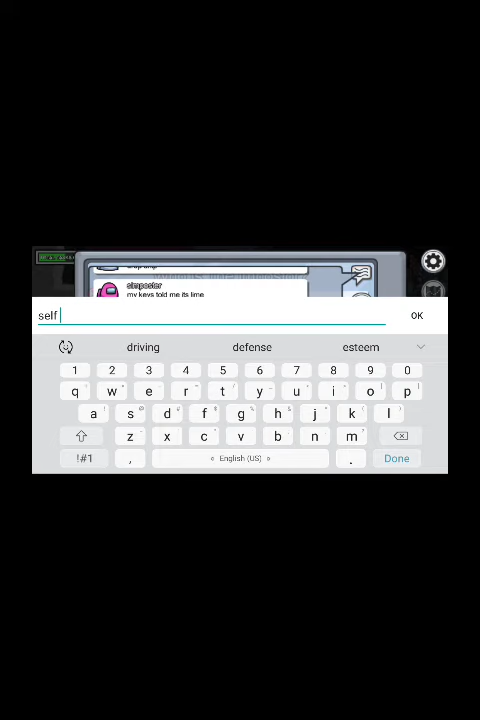 simposter
my keys told me its lime
self
OK
driving defense esteem
1 2 3 4 5 6 7 8 9 0
q w e r t y u i o p
a s d f g h j k l
z x c v b n m
!#1 , English (US) . Done